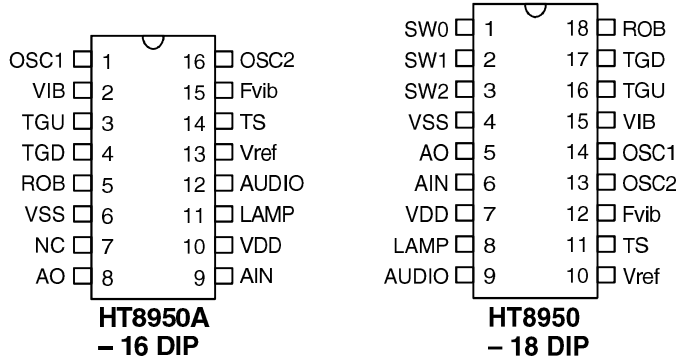 SW0 1 18 ROB
OSC1 1 16 OSC2
SW1 2 17 TGD
VIB 2 15 Fvib
SW2 3 16 TGU
TGU 3 14 TS
VSS 4 15 VIB
TGD 4 13 Vref
AO 5 14 OSC1
ROB 5 12 AUDIO
AIN 6 13 OSC2
VSS 6 11 LAMP
VDD 7 12 Fvib
NC 7 10 VDD
LAMP 8 11 TS
AO 8 9 AIN
AUDIO 9 10 Vref
HT8950A
– 16 DIP
HT8950
– 18 DIP